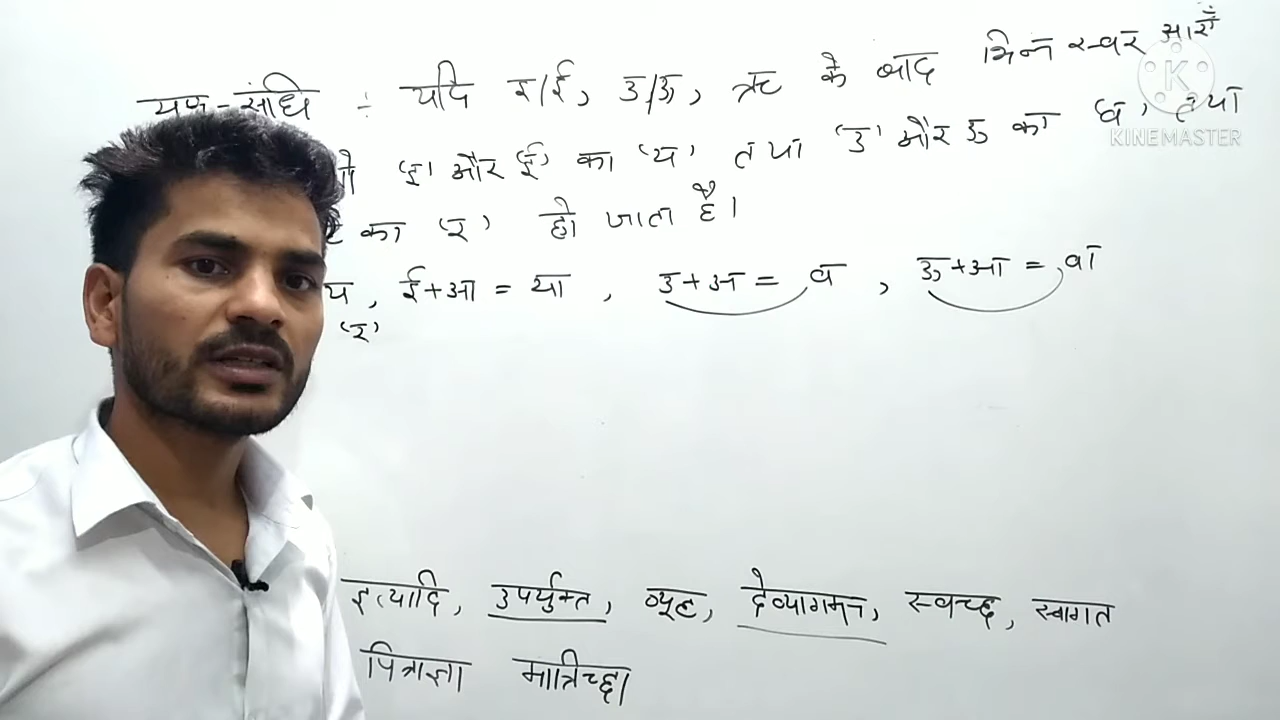 यण-संधि ÷ यदि इ/ई, उ/ऊ, ऋ के बाद भिन्न स्वर आएँ
'इ' और 'ई' का 'य' तथा 'उ' और ऊ का 'व' तथा
का 'र' हो जाता है।
य, ई+आ = या , उ+अ = व , ऊ+आ = वा
'र'
इत्यादि, उपर्युक्त, व्यूह, देव्यागमन, स्वच्छ, स्वागत
पित्राज्ञा मात्रिच्छा
KINEMASTER